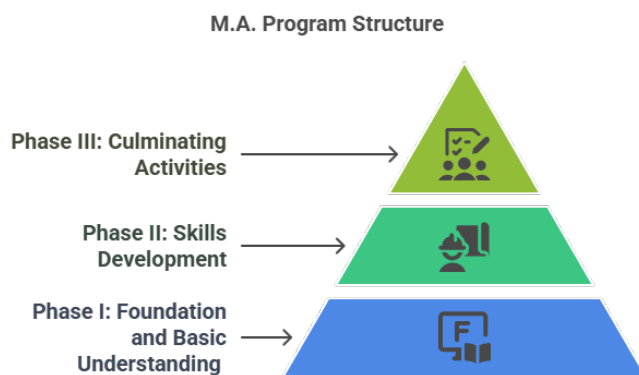 M.A. Program Structure
Phase III: Culminating
Activities
Phase II: Skills
Development
Phase I: Foundation
and Basic
Understanding
F